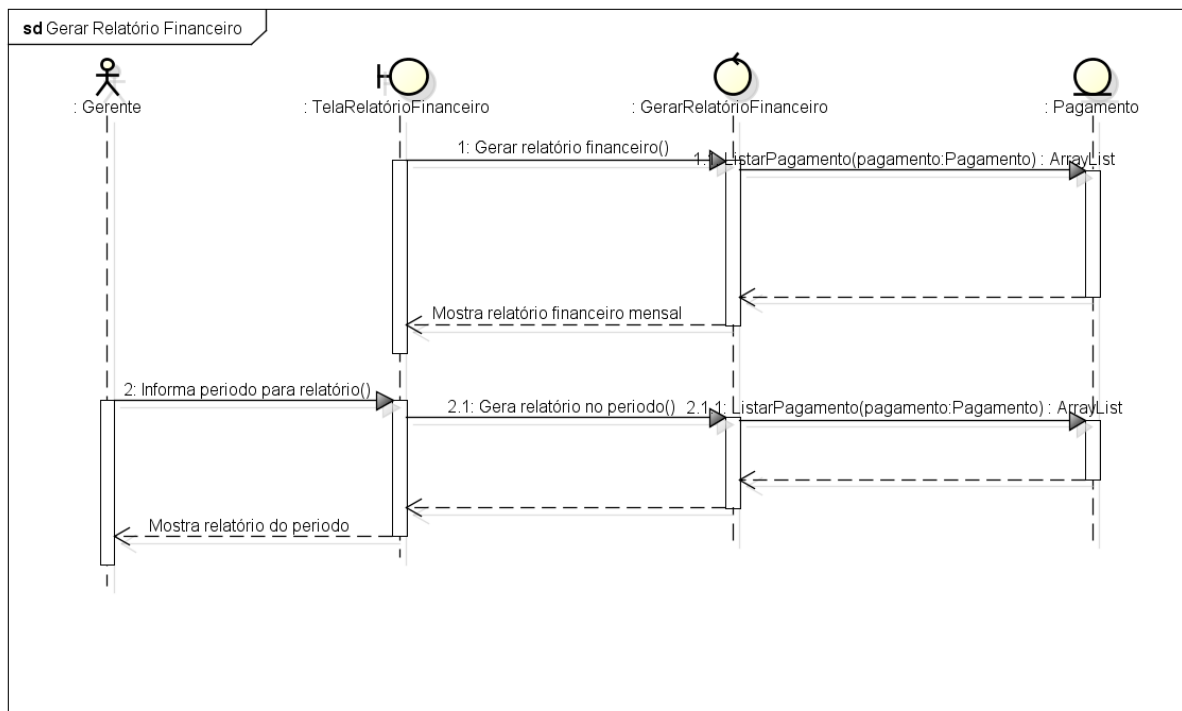 sd Gerar Relatório Financeiro
: Gerente
: TelaRelatórioFinanceiro
: GerarRelatórioFinanceiro
: Pagamento
1: Gerar relatório financeiro()
ListarPagamento(pagamento:Pagamento) : ArrayList
Mostra relatório financeiro mensal
2: Informa periodo para relatório()
2.1: Gera relatório no periodo()
2.1.1: ListarPagamento(pagamento:Pagamento) : ArrayList
Mostra relatório do periodo